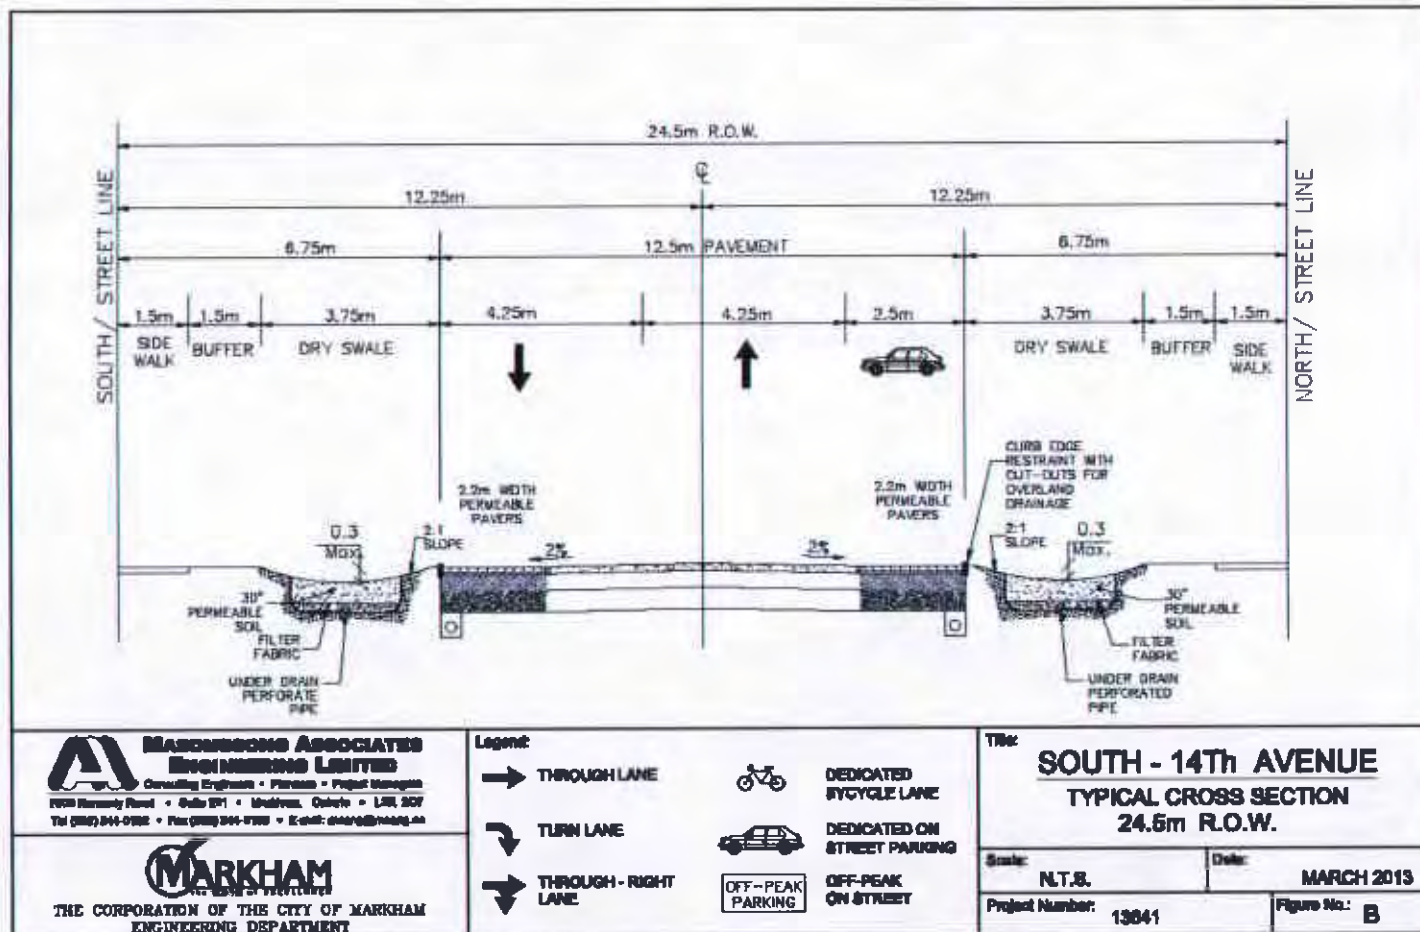 24.5m R.O.W.
12.25m
12.25m
6.75m
12.5m PAVEMENT
6.75m
SOUTH/ STREET LINE
NORTH/ STREET LINE
1.5m
1.5m
3.75m
4.25m
4.25m
2.5m
3.75m
1.5m
1.5m
SIDE
WALK
BUFFER
DRY SWALE
DRY SWALE
BUFFER
SIDE
WALK
2.2m WIDTH
PERMEABLE
PAVERS
2.2m WIDTH
PERMEABLE
PAVERS
CURB EDGE
RESTRAINT WITH
CUT-OUTS FOR
OVERLAND
DRAINAGE
0.3
Max.
2:1
SLOPE
2%
2%
2:1
SLOPE
0.3
Max.
30"
PERMEABLE
SOIL
FILTER
FABRIC
UNDER DRAIN
PERFORATE
PIPE
30"
PERMEABLE
SOIL
FILTER
FABRIC
UNDER DRAIN
PERFORATED
PIPE
MASONGSONG ASSOCIATES
ENGINEERING LIMITED
Consulting Engineers • Planners • Project Managers
MARKHAM
THE CORPORATION OF THE CITY OF MARKHAM
ENGINEERING DEPARTMENT
Legend:
THROUGH LANE
TURN LANE
THROUGH - RIGHT
LANE
DEDICATED
BYCYCLE LANE
DEDICATED ON
STREET PARKING
OFF-PEAK
PARKING
OFF-PEAK
ON STREET
Title:
SOUTH - 14Th AVENUE
TYPICAL CROSS SECTION
24.5m R.O.W.
Scale:
N.T.S.
Date:
MARCH 2013
Project Number:
13641
Figure No.:
B